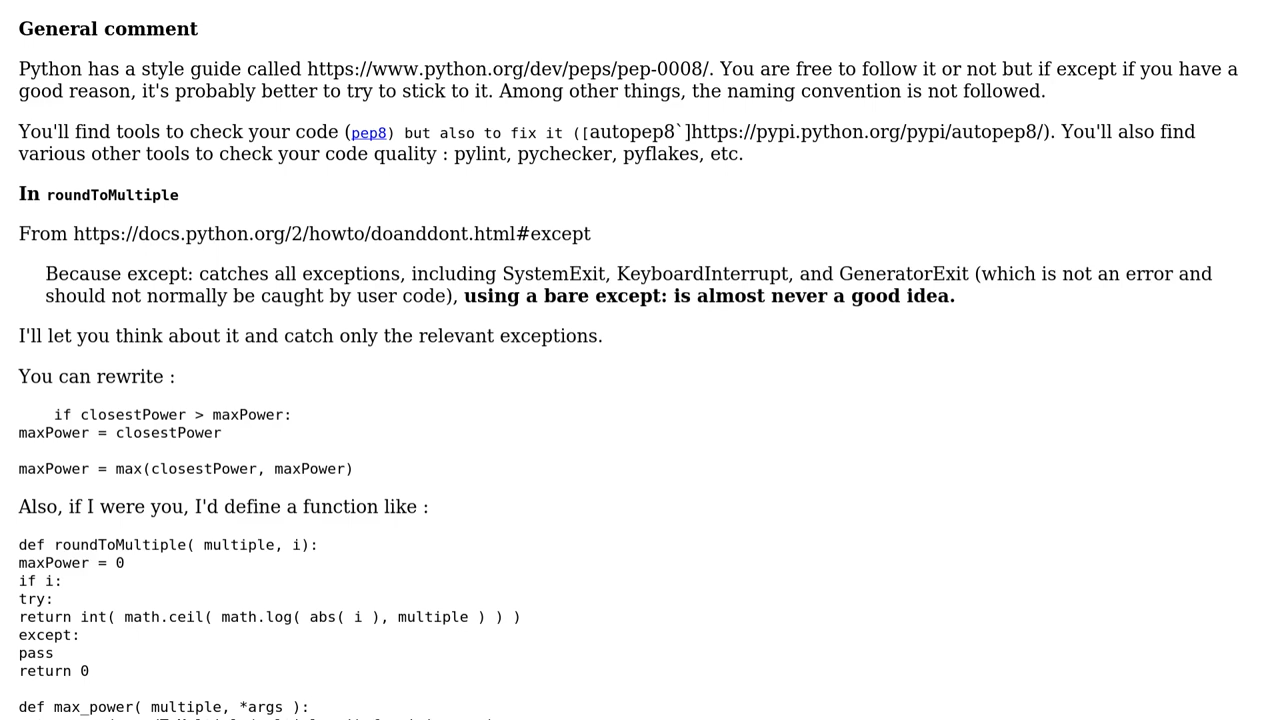 General comment
Python has a style guide called https://www.python.org/dev/peps/pep-0008/. You are free to follow it or not but if except if you have a
good reason, it's probably better to try to stick to it. Among other things, the naming convention is not followed.
You'll find tools to check your code (pep8) but also to fix it ([autopep8`]https://pypi.python.org/pypi/autopep8/). You'll also find
various other tools to check your code quality : pylint, pychecker, pyflakes, etc.
In roundToMultiple
From https://docs.python.org/2/howto/doanddont.html#except
Because except: catches all exceptions, including SystemExit, KeyboardInterrupt, and GeneratorExit (which is not an error and
should not normally be caught by user code), using a bare except: is almost never a good idea.
I'll let you think about it and catch only the relevant exceptions.
You can rewrite :
if closestPower > maxPower:
maxPower = closestPower
maxPower = max(closestPower, maxPower)
Also, if I were you, I'd define a function like :
def roundToMultiple( multiple, i):
maxPower = 0
if i:
try:
return int( math.ceil( math.log( abs( i ), multiple ) ) )
except:
pass
return 0
def max_power( multiple, *args ):